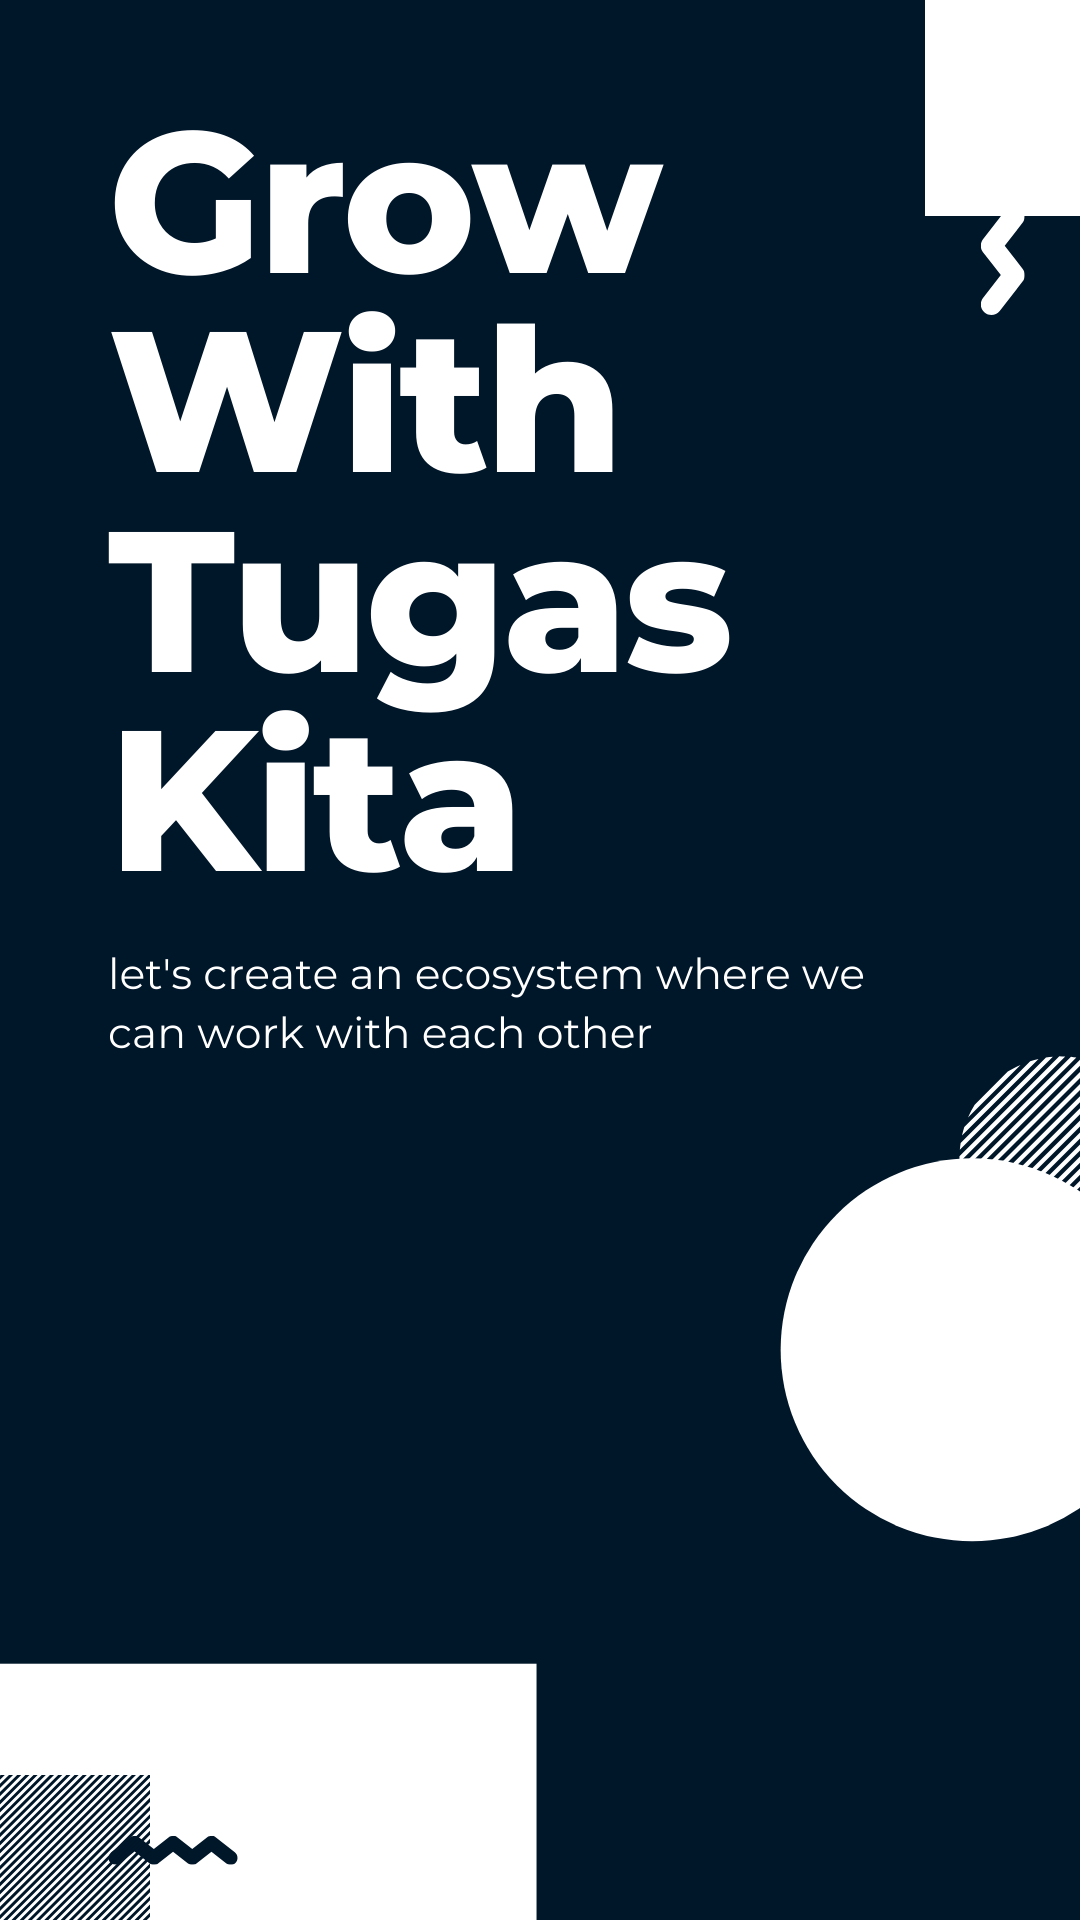 Grow
With
Tugas
Kita
let's create an ecosystem where we
can work with each other